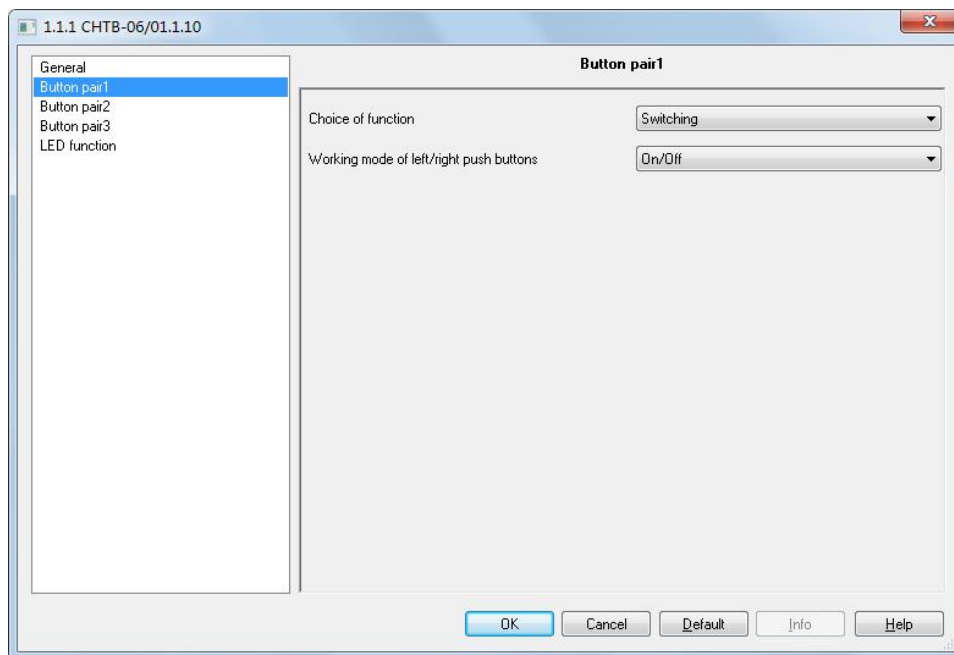 1.1.1 CHTB-06/01.1.10
General
Button pair1
Button pair2
Button pair3
LED function
Button pair1
Choice of function
Switching
Working mode of left/right push buttons
On/Off
OK Cancel Default Info Help